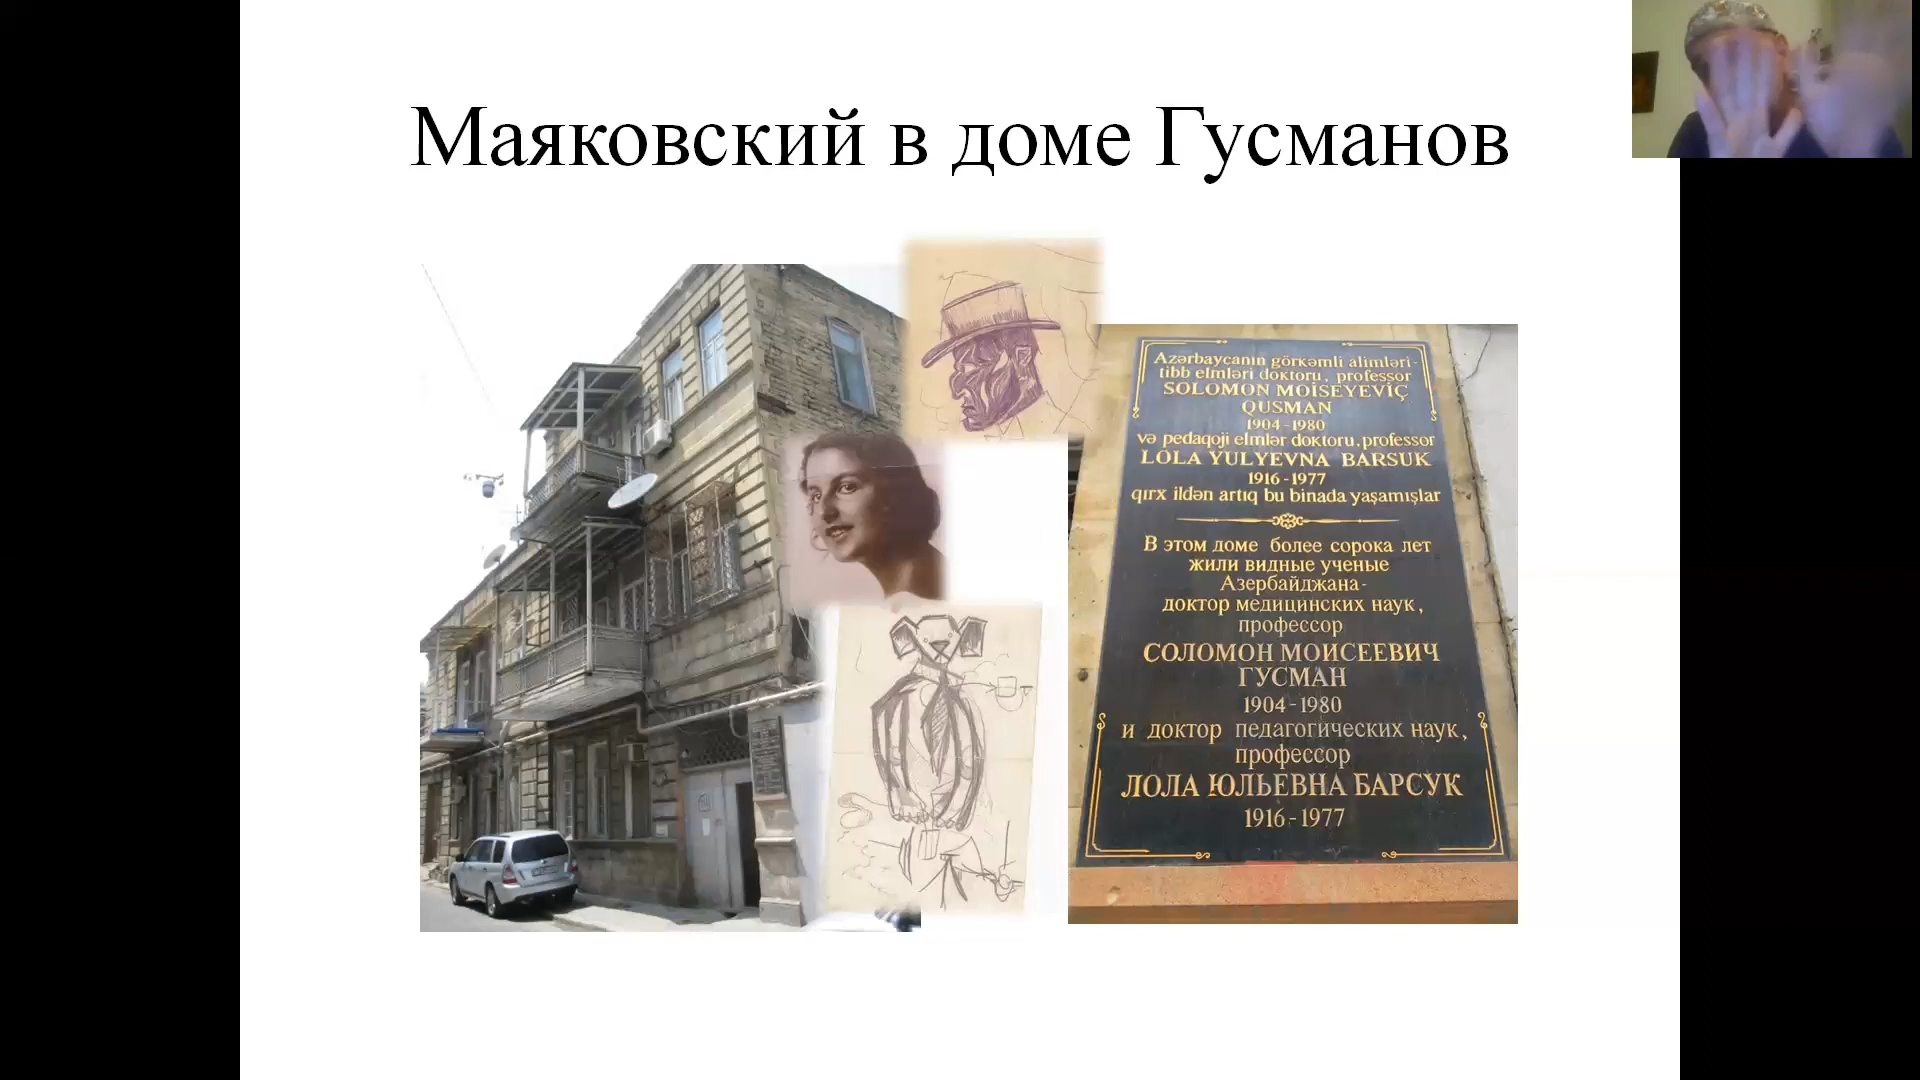 Маяковский в доме Гусманов
Azərbaycanın görkəmli alimləri-
tibb elmləri doktoru, professor
SOLOMON MOİSEYEVİÇ
QUSMAN
1904-1980
və pedaqoji elmlər doktoru, professor
LOLA YULYEVNA BARSUK
1916-1977
qırx ildən artıq bu binada yaşamışlar
В этом доме более сорока лет
жили видные ученые
Азербайджана-
доктор медицинских наук,
профессор
СОЛОМОН МОИСЕЕВИЧ
ГУСМАН
1904-1980
и доктор педагогических наук,
профессор
ЛОЛА ЮЛЬЕВНА БАРСУК
1916-1977